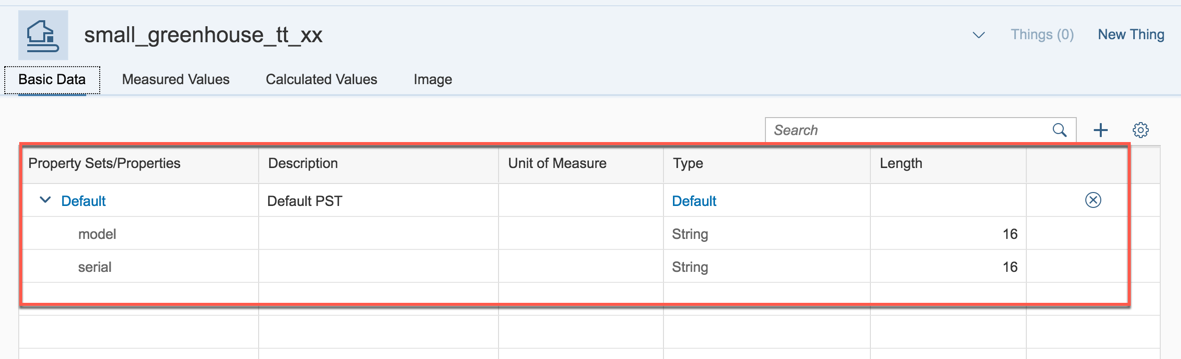 small_greenhouse_tt_xx
Things (0) New Thing
Basic Data Measured Values Calculated Values Image
Search
Property Sets/Properties Description Unit of Measure Type Length
Default Default PST Default
model String 16
serial String 16